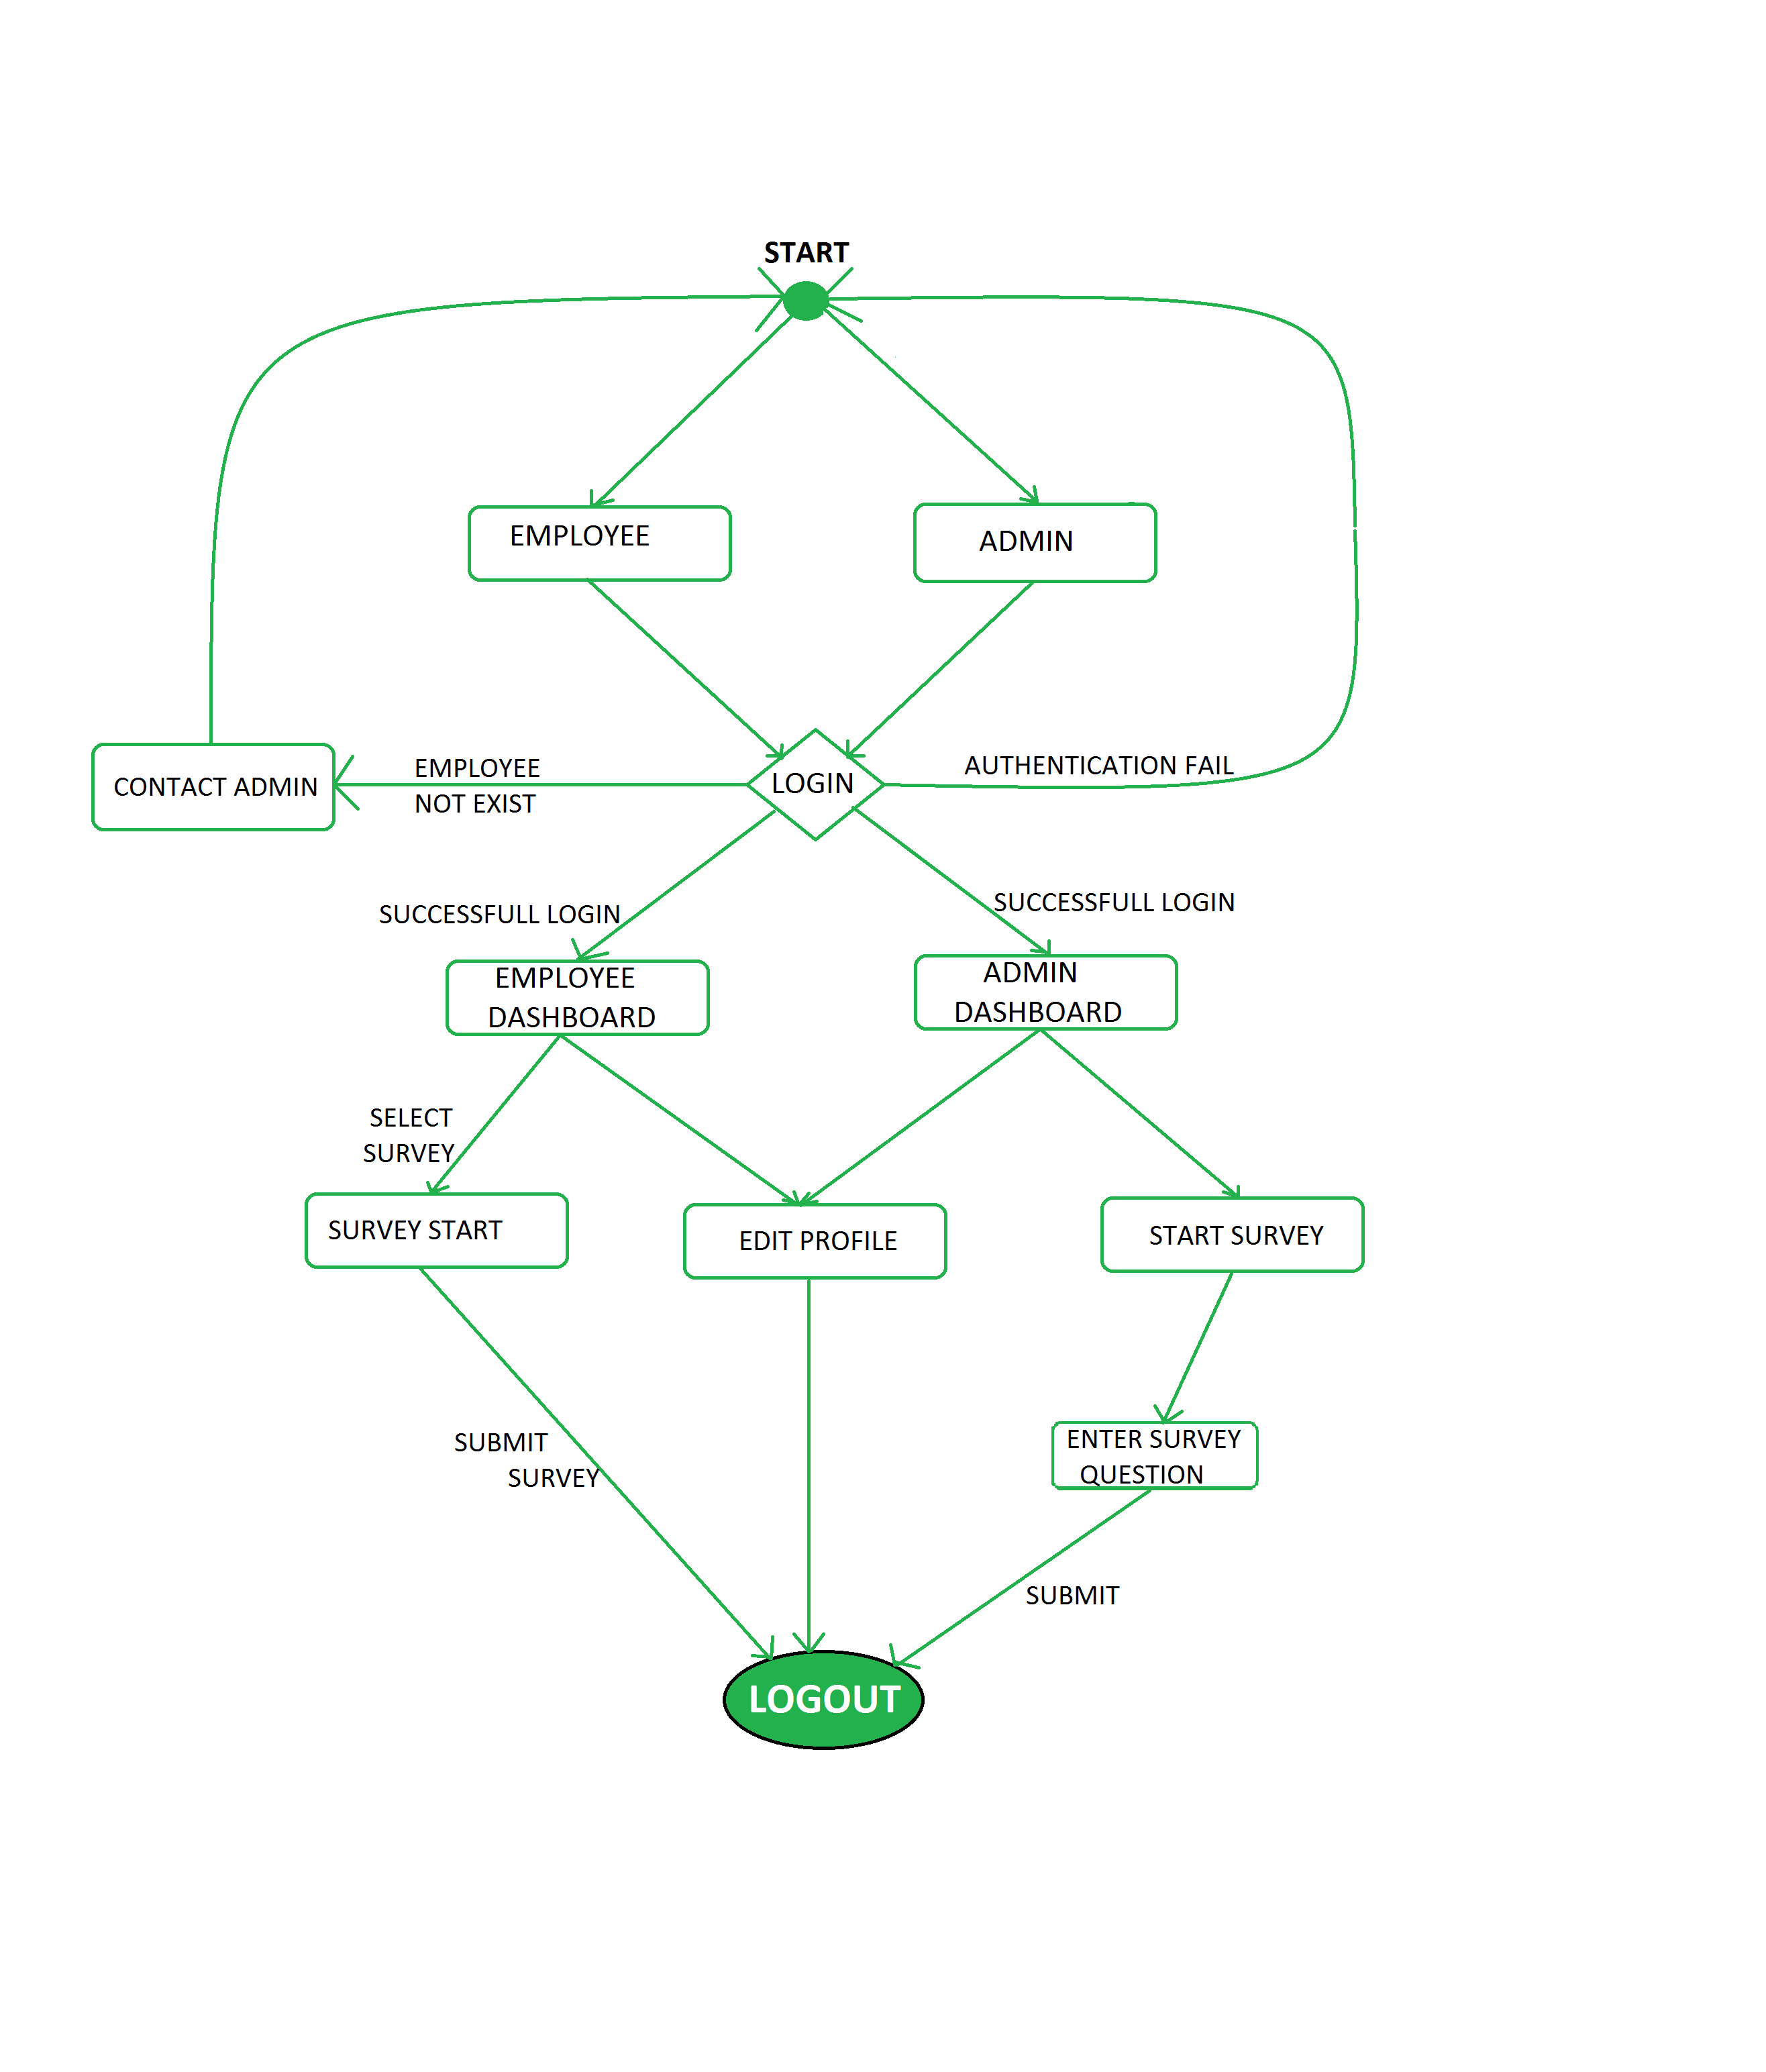 START
EMPLOYEE
ADMIN
CONTACT ADMIN
EMPLOYEE
NOT EXIST
LOGIN
AUTHENTICATION FAIL
SUCCESSFULL LOGIN
SUCCESSFULL LOGIN
EMPLOYEE
DASHBOARD
ADMIN
DASHBOARD
SELECT
SURVEY
SURVEY START
EDIT PROFILE
START SURVEY
SUBMIT
SURVEY
ENTER SURVEY
QUESTION
SUBMIT
LOGOUT